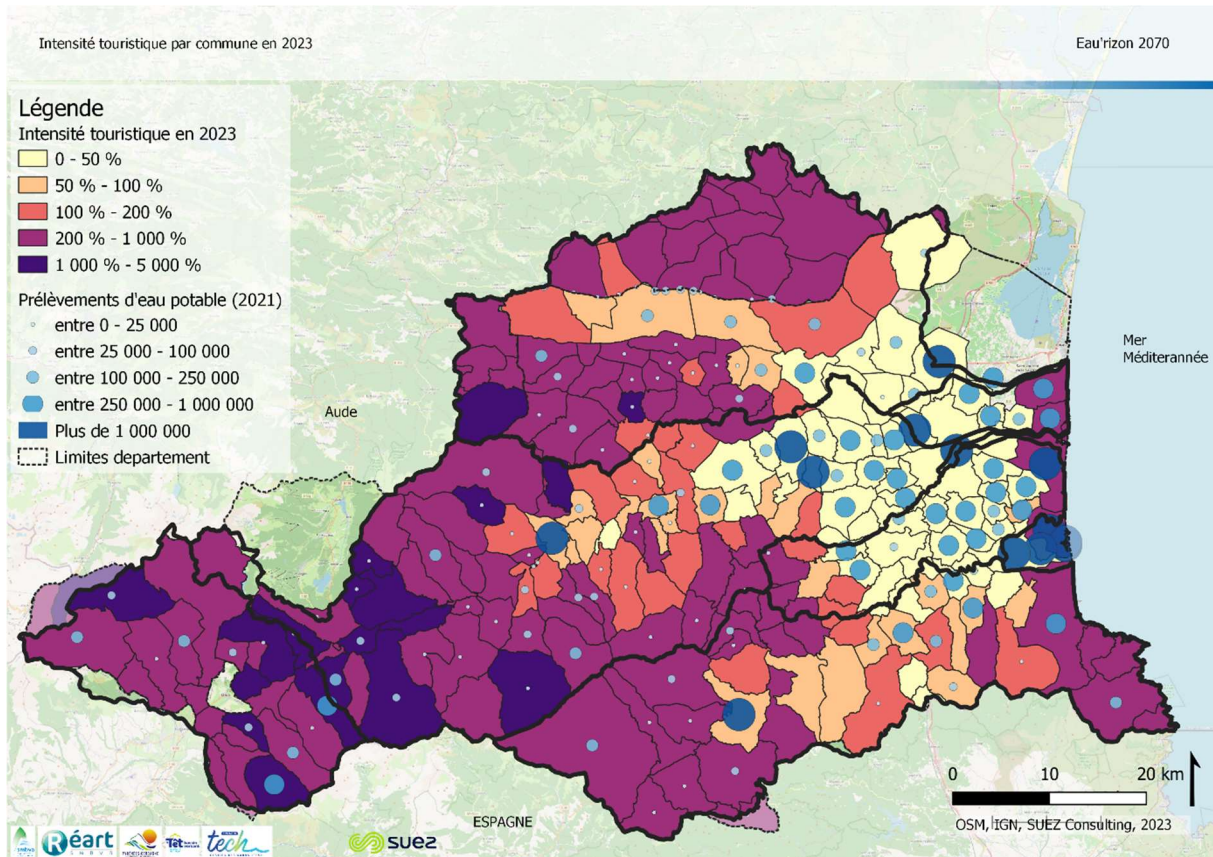 Intensité touristique par commune en 2023
Eau'rizon 2070
Légende
Intensité touristique en 2023
0 - 50 %
50 % - 100 %
100 % - 200 %
200 % - 1 000 %
1 000 % - 5 000 %
Prélèvements d'eau potable (2021)
entre 0 - 25 000
entre 25 000 - 100 000
entre 100 000 - 250 000
entre 250 000 - 1 000 000
Plus de 1 000 000
Limites departement
Aude
Mer
Méditerannée
ESPAGNE
0 10 20 km
OSM, IGN, SUEZ Consulting, 2023
Réart
Têt
tech
suez